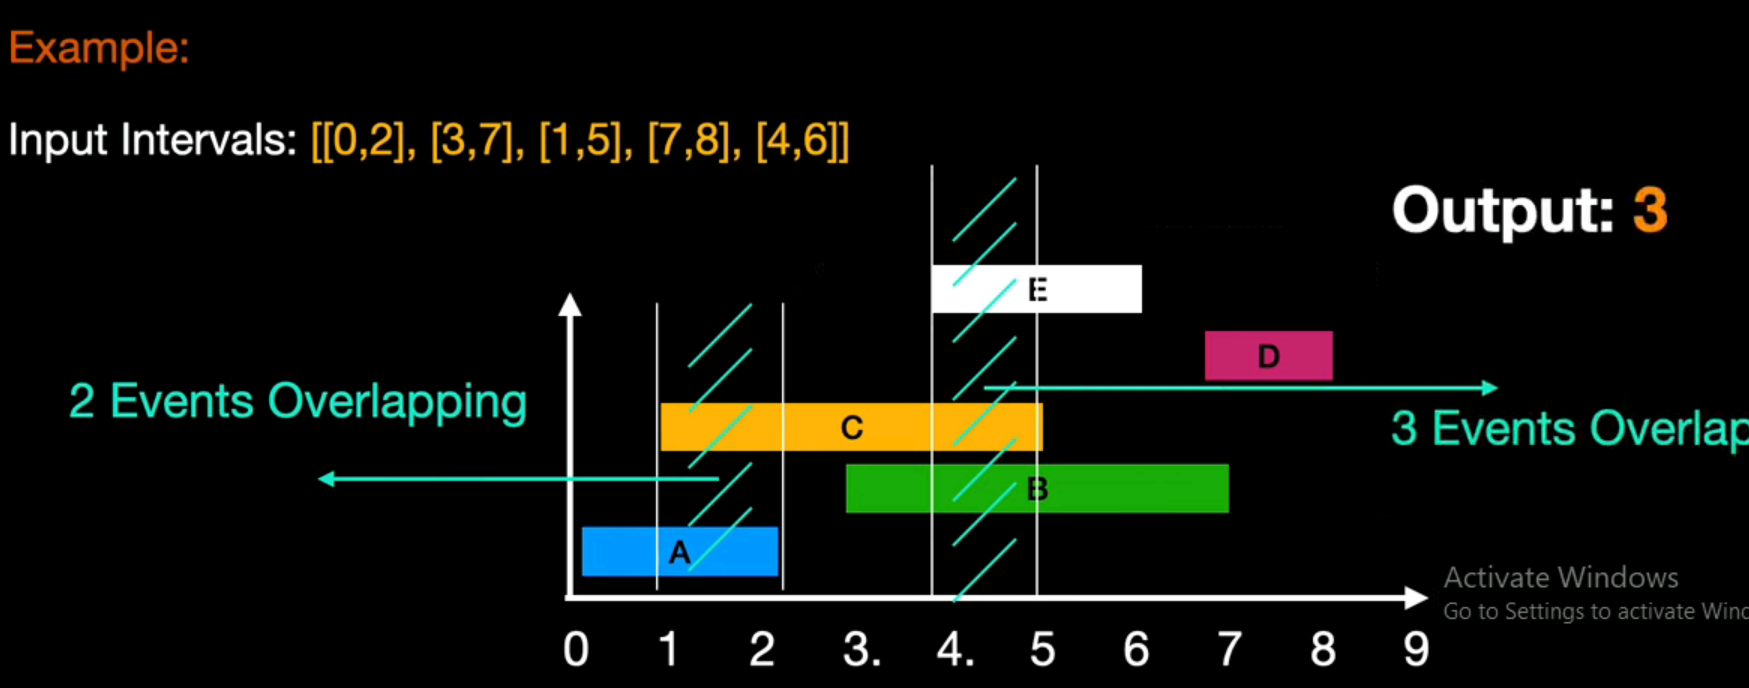 Example:
Input Intervals: [[0,2], [3,7], [1,5], [7,8], [4,6]]
Output: 3
E
D
2 Events Overlapping
C
3 Events Overlap
B
A
Activate Windows
Go to Settings to activate Winc
0 1 2 3. 4. 5 6 7 8 9